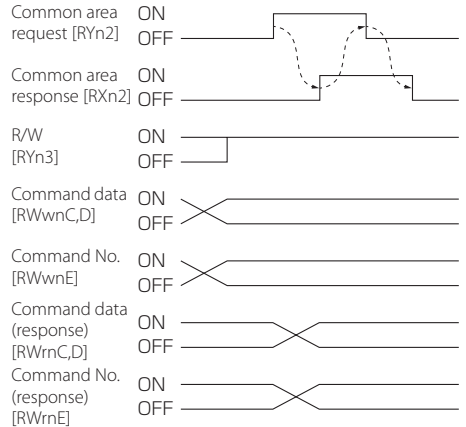 Common area ON
request [RYn2] OFF
Common area ON
response [RXn2] OFF
R/W ON
[RYn3] OFF
Command data ON
[RWwnC,D] OFF
Command No. ON
[RWwnE] OFF
Command data
(response) ON
[RWrnC,D] OFF
Command No. ON
(response)
[RWrnE] OFF